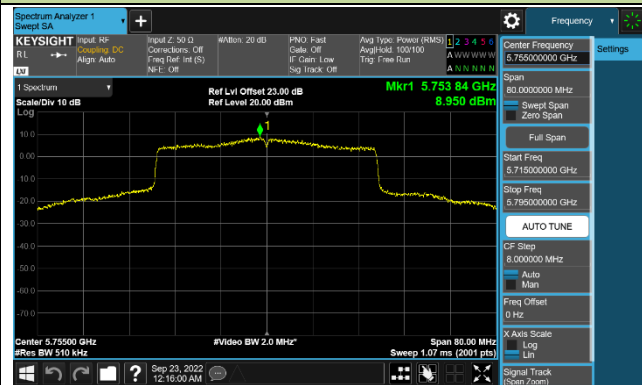 Spectrum Analyzer 1
Swept SA
+
Frequency
KEYSIGHT
Input: RF
Input Z: 50 Ω
#Atten: 20 dB
PNO: Fast
Avg Type: Power (RMS)
1 2 3 4 5 6
RL
Coupling: DC
Corrections: Off
Gate: Off
Avg|Hold: 100/100
A W W W W W
Align: Auto
Freq Ref: Int (S)
IF Gain: Low
Trig: Free Run
LXI
NFE: Off
Sig Track: Off
A N N N N N
1 Spectrum
Ref Lvl Offset 23.00 dB
Mkr1 5.753 84 GHz
Scale/Div 10 dB
Ref Level 20.00 dBm
8.950 dBm
Log
1
10.0
0.00
-10.0
-20.0
-30.0
-40.0
-50.0
-60.0
-70.0
Center 5.75500 GHz
#Video BW 2.0 MHz*
Span 80.00 MHz
#Res BW 510 kHz
Sweep 1.07 ms (2001 pts)
Center Frequency
5.755000000 GHz
Settings
Span
80.0000000 MHz
Swept Span
Zero Span
Full Span
Start Freq
5.715000000 GHz
Stop Freq
5.795000000 GHz
AUTO TUNE
CF Step
8.000000 MHz
Auto
Man
Freq Offset
0 Hz
X Axis Scale
Log
Lin
Signal Track
(Span Zoom)
?
Sep 23, 2022
12:16:00 AM